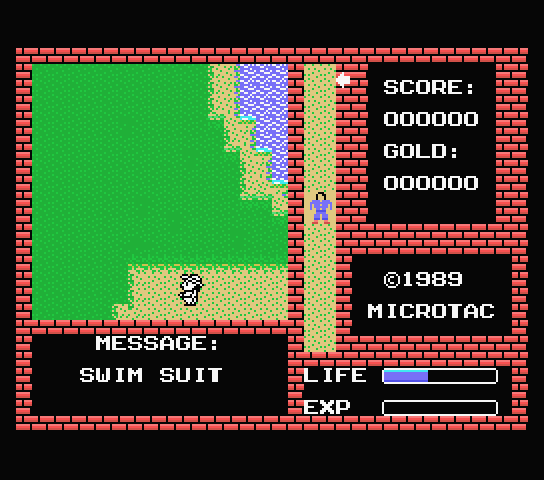 SCORE:
000000
GOLD:
000000
©1989
MICROTAC
MESSAGE:
SWIM SUIT
LIFE
EXP